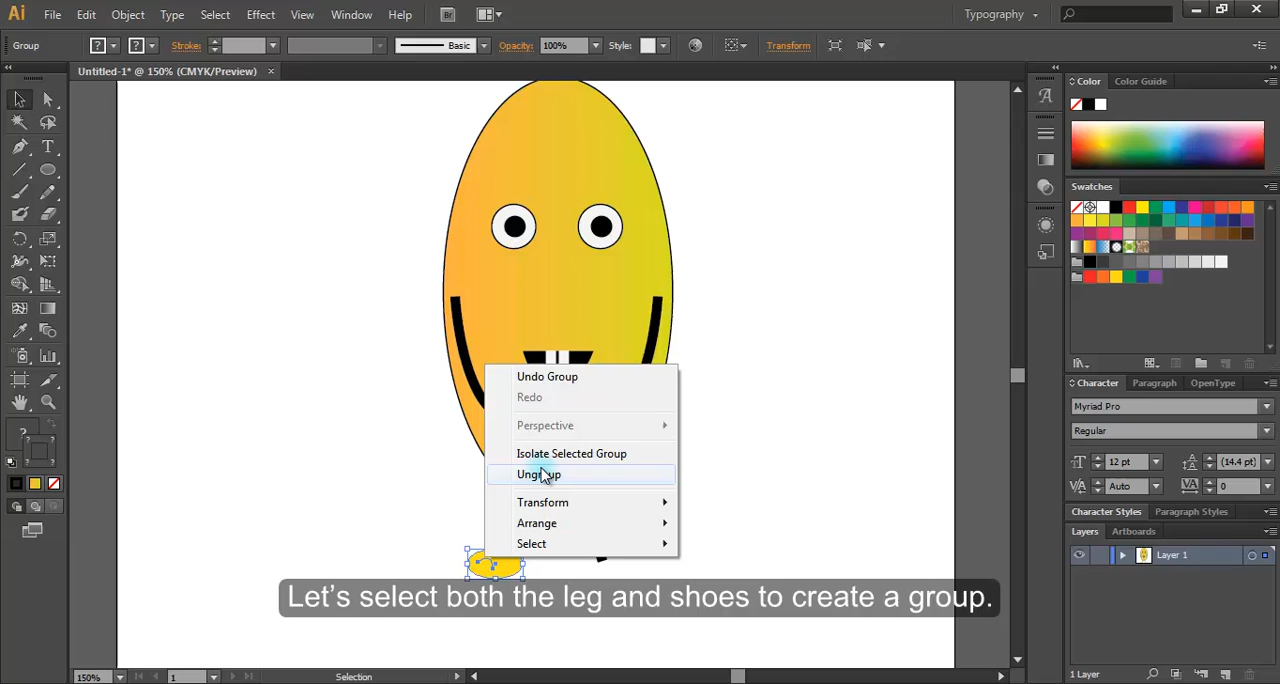 Ai File Edit Object Type Select Effect View Window Help Br Typography
Group Stroke: Basic Opacity: 100% Style: Transform
Untitled-1* @ 150% (CMYK/Preview) ×
Color Color Guide
Swatches
Undo Group
Redo
Perspective
Isolate Selected Group
Ungroup
Transform
Arrange
Select
Character Paragraph OpenType
Myriad Pro
Regular
12 pt (14.4 pt)
Auto 0
Character Styles Paragraph Styles
Layers Artboards
Layer 1
Let's select both the leg and shoes to create a group.
150% 1 Selection 1 Layer